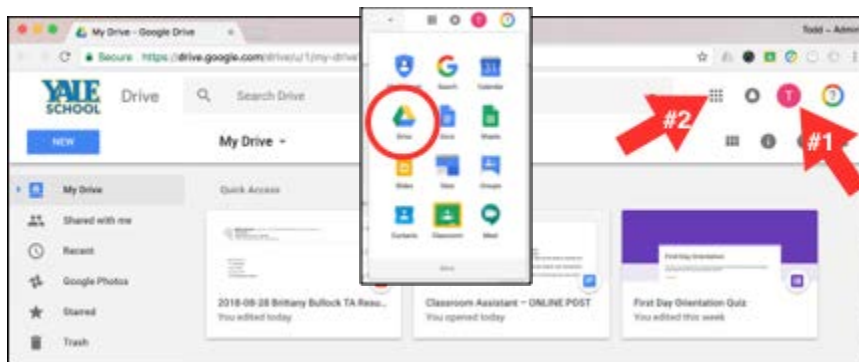 My Drive - Google Drive
Todd - Admin
Secure https://drive.google.com/drive/u/1/my-drive
YALE
SCHOOL
Drive
Search Drive
T
?
#2
#1
NEW
My Drive
My Drive
Shared with me
Recent
Google Photos
Starred
Trash
Quick Access
2018-08-28 Brittany Bullock TA Resu...
You edited today
Classroom Assistant - ONLINE POST
You opened today
First Day Orientation
First Day Orientation Quiz
You edited this week
T
Search
Calendar
31
Drive
Docs
Sheets
Slides
Groups
Contacts
Classroom
Meet
More